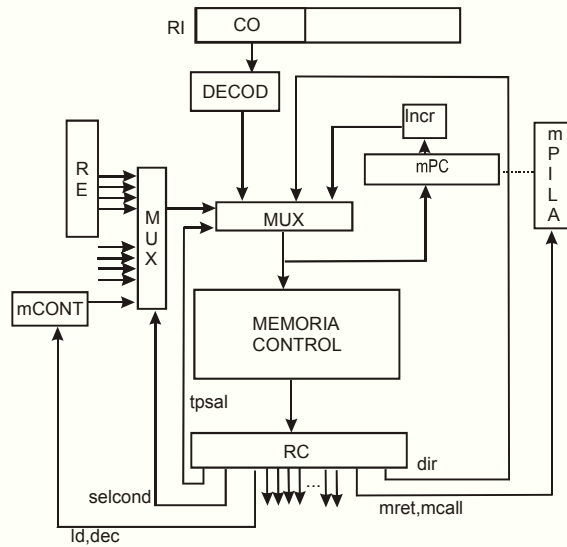 RI
CO
DECOD
Incr
m
P
I
L
A
R
E
mPC
M
U
X
MUX
mCONT
MEMORIA
CONTROL
tpsal
RC
dir
selcond
...
mret,mcall
ld,dec